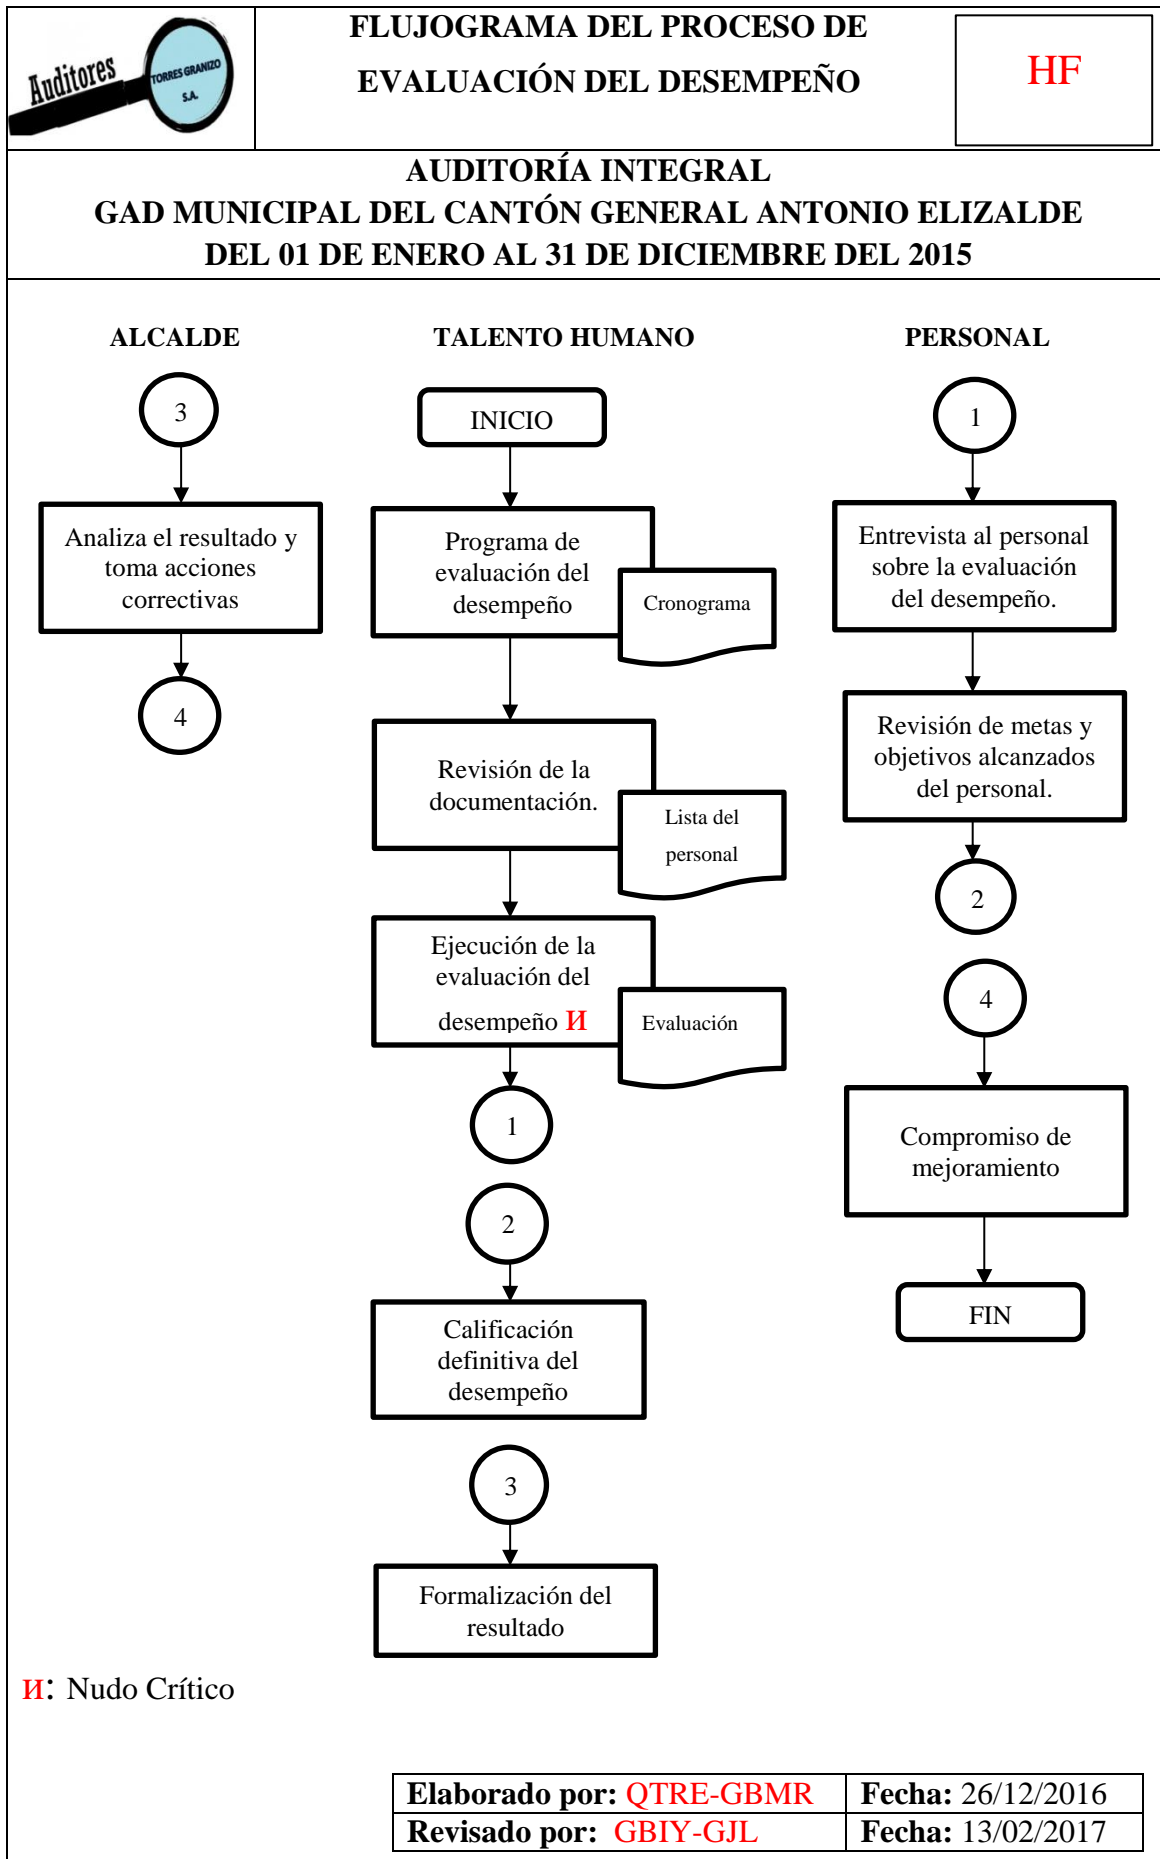 Auditores
TORRES GRANIZO
S.A.
FLUJOGRAMA DEL PROCESO DE
EVALUACIÓN DEL DESEMPEÑO
HF
AUDITORÍA INTEGRAL
GAD MUNICIPAL DEL CANTÓN GENERAL ANTONIO ELIZALDE
DEL 01 DE ENERO AL 31 DE DICIEMBRE DEL 2015
ALCALDE
3
Analiza el resultado y
toma acciones
correctivas
4
TALENTO HUMANO
INICIO
Programa de
evaluación del
desempeño
Cronograma
Revisión de la
documentación.
Lista del
personal
Ejecución de la
evaluación del
desempeño И
Evaluación
1
2
Calificación
definitiva del
desempeño
3
Formalización del
resultado
PERSONAL
1
Entrevista al personal
sobre la evaluación
del desempeño.
Revisión de metas y
objetivos alcanzados
del personal.
2
4
Compromiso de
mejoramiento
FIN
И: Nudo Crítico
Elaborado por: QTRE-GBMR Fecha: 26/12/2016
Revisado por: GBIY-GJL Fecha: 13/02/2017